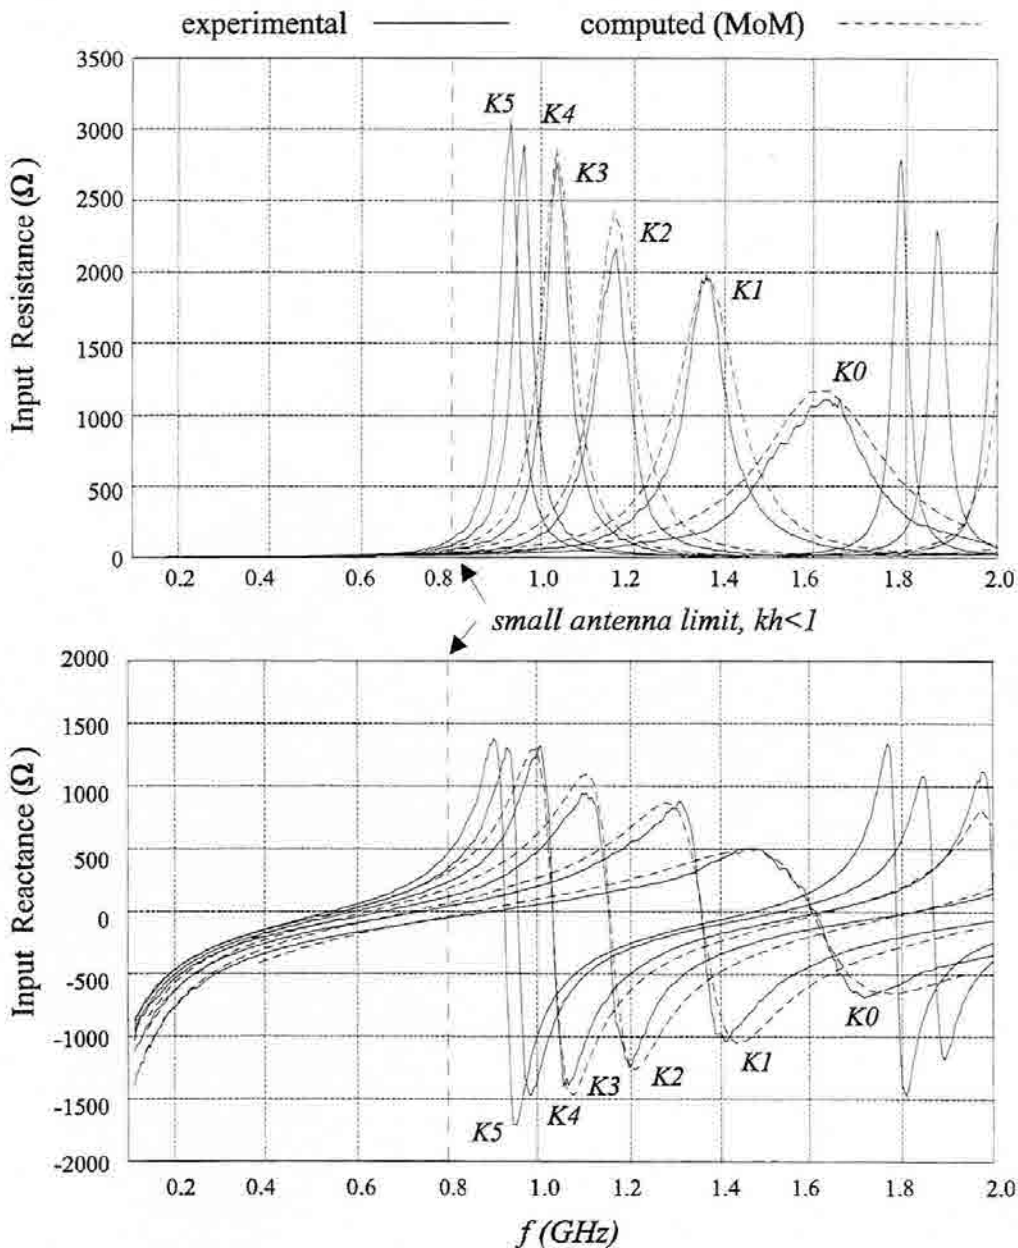 experimental computed (MoM)
3500
3000
2500
2000
1500
1000
500
0
Input Resistance (Ω)
K5
K4
K3
K2
K1
K0
0.2 0.4 0.6 0.8 1.0 1.2 1.4 1.6 1.8 2.0
small antenna limit, kh<1
2000
1500
1000
500
0
-500
-1000
-1500
-2000
Input Reactance (Ω)
K0
K1
K2
K3
K4
K5
0.2 0.4 0.6 0.8 1.0 1.2 1.4 1.6 1.8 2.0
f (GHz)